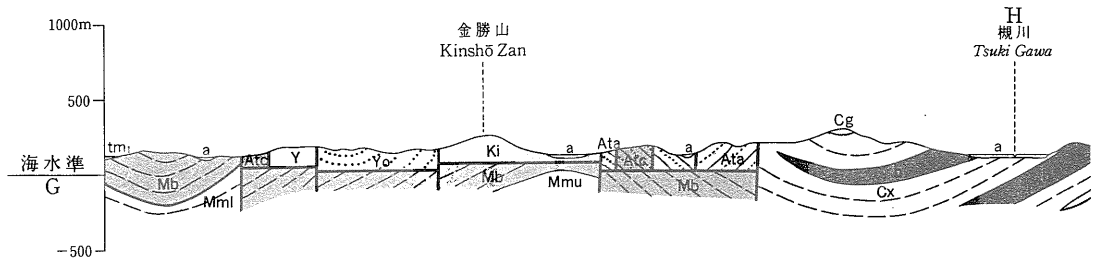 1000m
500
海水準
G
−500
金勝山
Kinshō Zan
H
槻川
Tsuki Gawa
tm₁
a
Mb
Mml
Atc
Y
Yo
Ki
Mb
a
Mmu
Ata
Atc
a
Ata
Mb
Cg
b
Cx
a